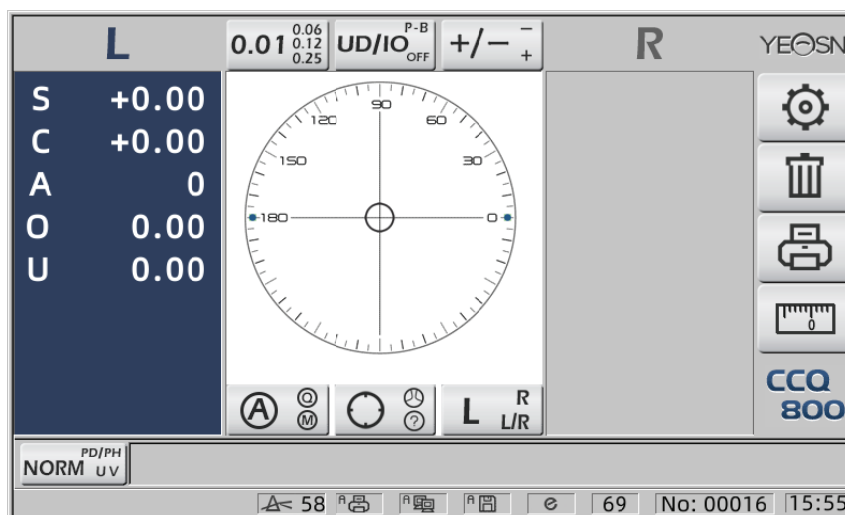 L
0.01 0.06 0.12 0.25
UD/IO P-B OFF
+/− − +
R
YEOSN
S +0.00
C +0.00
A 0
O 0.00
U 0.00
90
120
60
150
30
180
0
0
A Q M
?
L R L/R
CCQ
800
NORM PD/PH UV
58
A
A
A
e
69
No: 00016
15:55